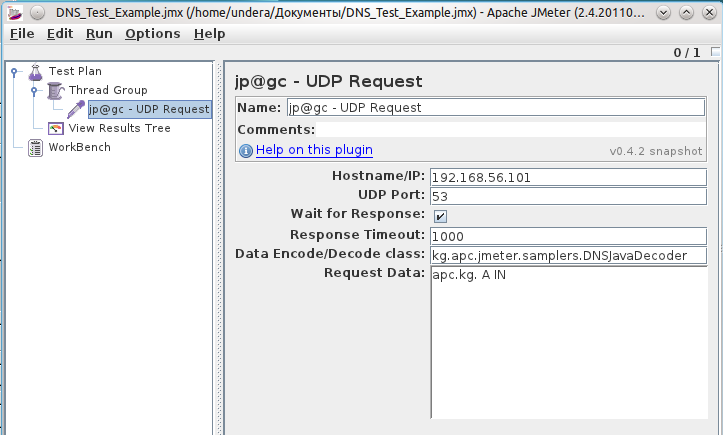 DNS_Test_Example.jmx (/home/undera/Документы/DNS_Test_Example.jmx) - Apache JMeter (2.4.20110...
File Edit Run Options Help
0 / 1
Test Plan
Thread Group
jp@gc - UDP Request
View Results Tree
WorkBench
jp@gc - UDP Request
Name: jp@gc - UDP Request
Comments:
Help on this plugin v0.4.2 snapshot
Hostname/IP: 192.168.56.101
UDP Port: 53
Wait for Response:
Response Timeout: 1000
Data Encode/Decode class: kg.apc.jmeter.samplers.DNSJavaDecoder
Request Data: apc.kg. A IN